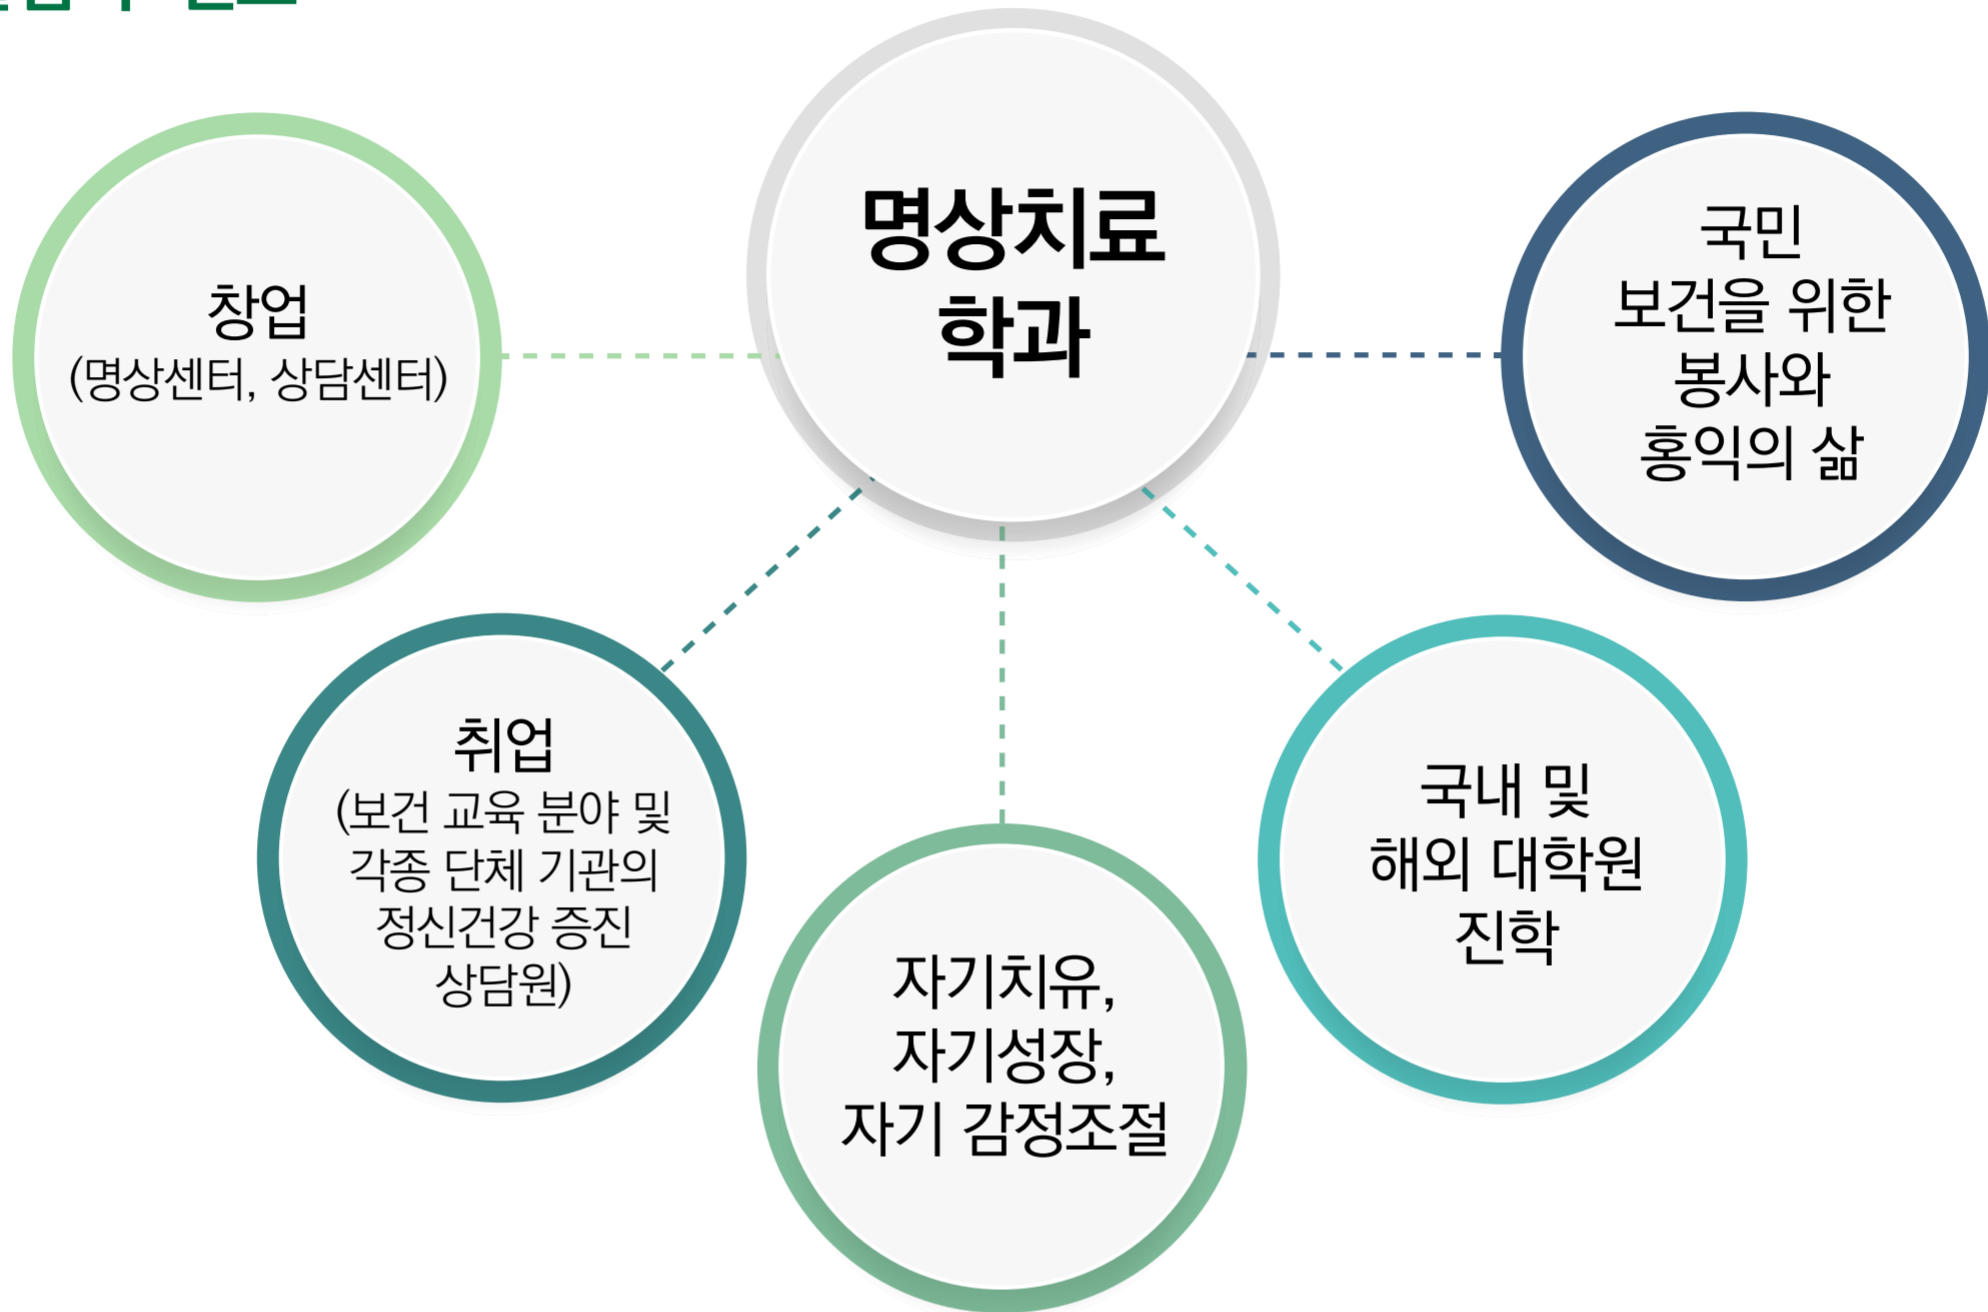 명상치료
학과
창업
(명상센터, 상담센터)
취업
(보건 교육 분야 및
각종 단체 기관의
정신건강 증진
상담원)
자기치유,
자기성장,
자기 감정조절
국내 및
해외 대학원
진학
국민
보건을 위한
봉사와
홍익의 삶